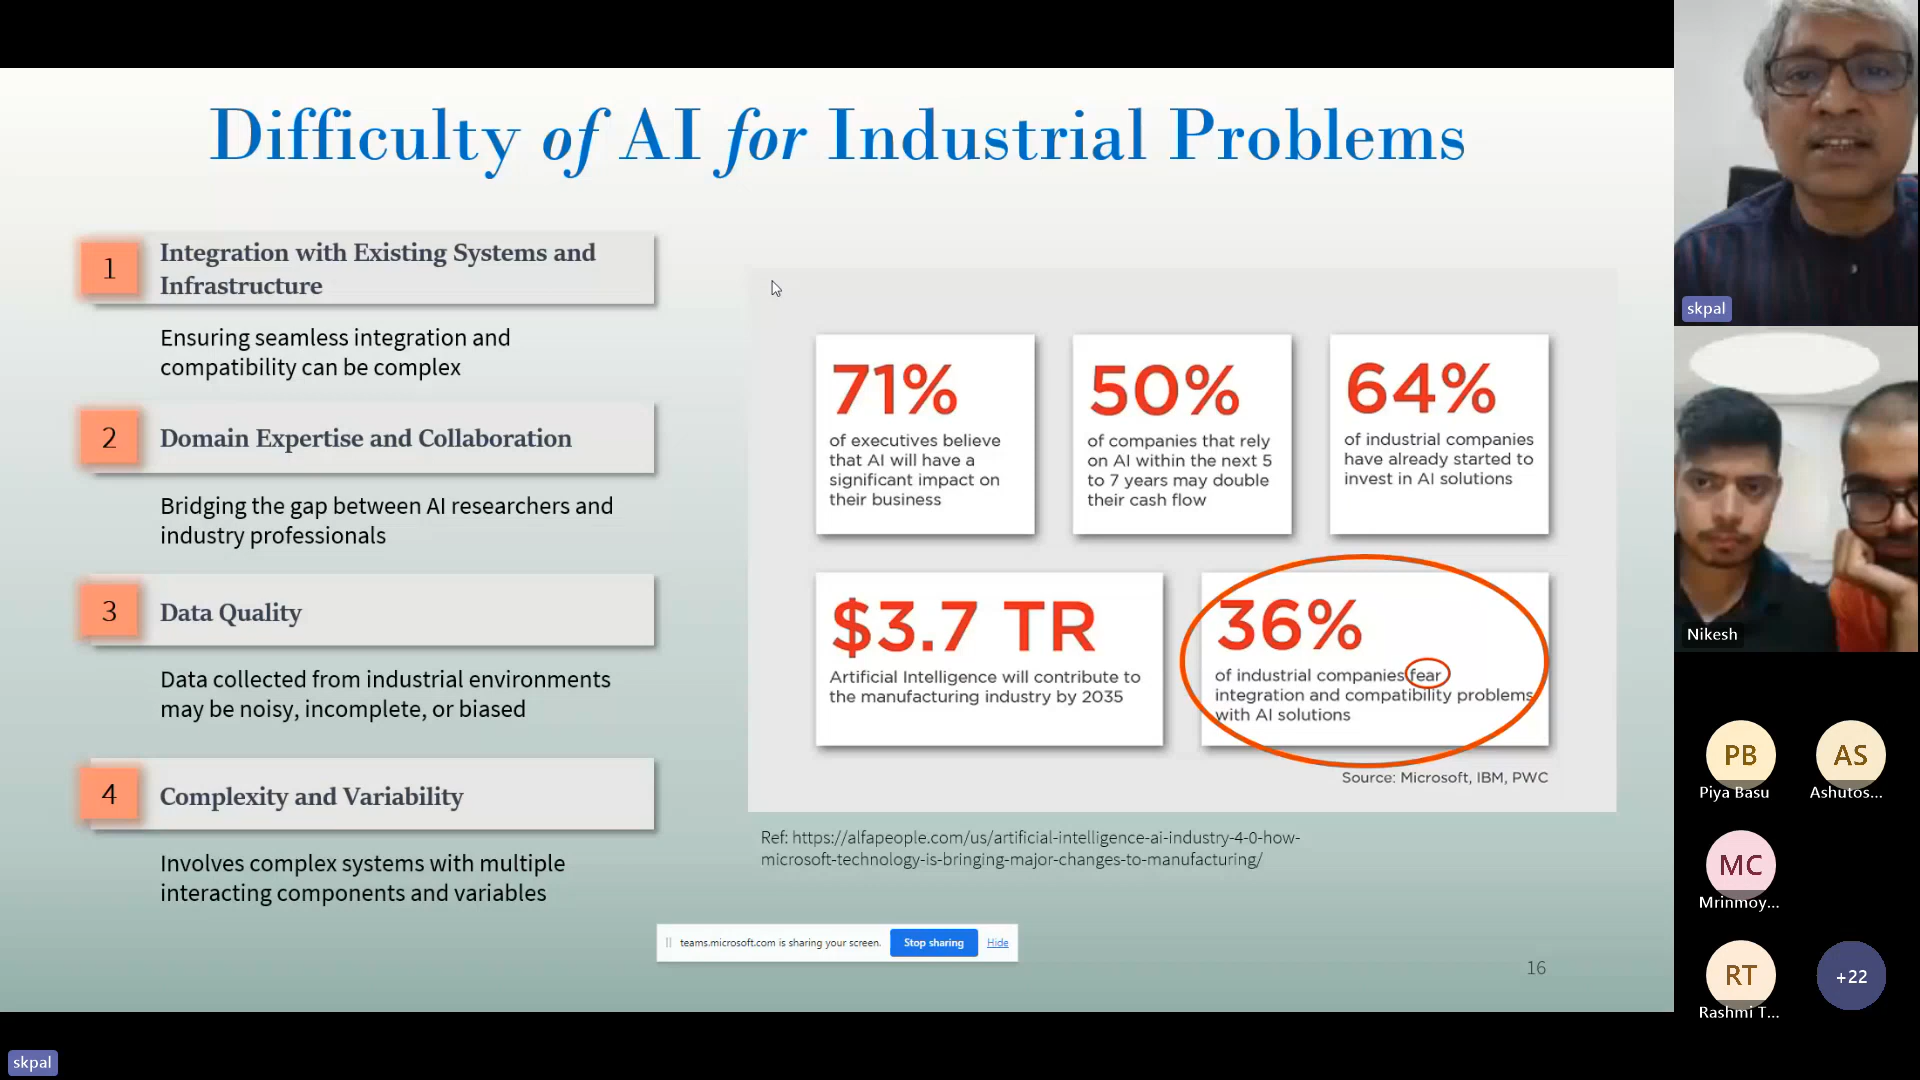 Difficulty of AI for Industrial Problems
1
Integration with Existing Systems and
Infrastructure
Ensuring seamless integration and
compatibility can be complex
2
Domain Expertise and Collaboration
Bridging the gap between AI researchers and
industry professionals
3
Data Quality
Data collected from industrial environments
may be noisy, incomplete, or biased
4
Complexity and Variability
Involves complex systems with multiple
interacting components and variables
71%
of executives believe
that AI will have a
significant impact on
their business
50%
of companies that rely
on AI within the next 5
to 7 years may double
their cash flow
64%
of industrial companies
have already started to
invest in AI solutions
$3.7 TR
Artificial Intelligence will contribute to
the manufacturing industry by 2035
36%
of industrial companies fear
integration and compatibility problems
with AI solutions
Source: Microsoft, IBM, PWC
Ref: https://alfapeople.com/us/artificial-intelligence-ai-industry-4-0-how-
microsoft-technology-is-bringing-major-changes-to-manufacturing/
teams.microsoft.com is sharing your screen.
Stop sharing
Hide
16
skpal
Nikesh
PB
Piya Basu
AS
Ashutos...
MC
Mrinmoy...
RT
Rashmi T...
+22
skpal